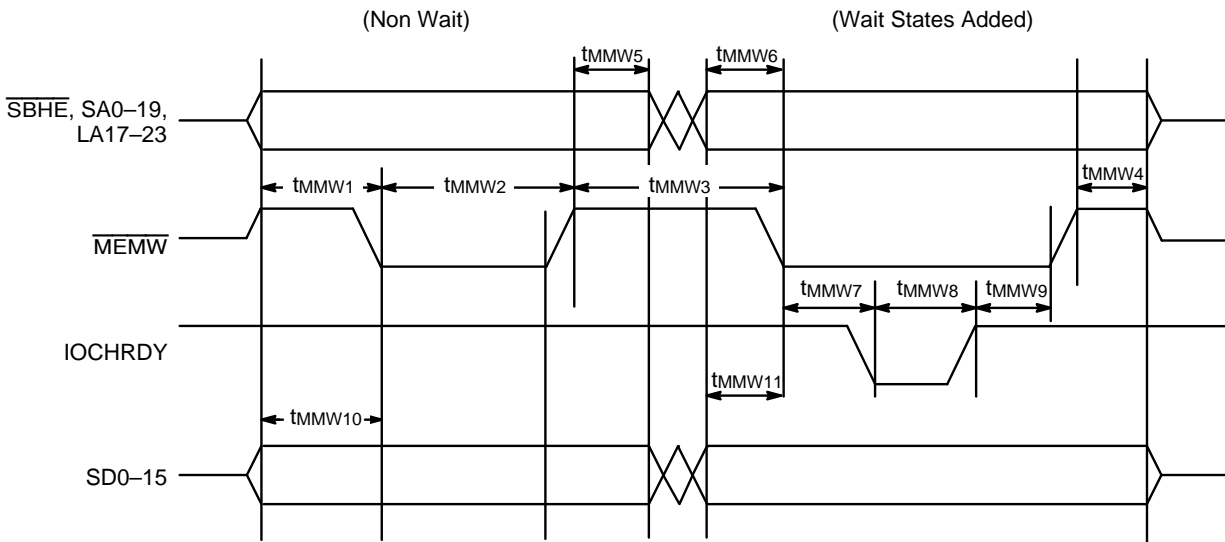 (Non Wait) (Wait States Added)
tMMW5 tMMW6
SBHE, SA0–19,
LA17–23
tMMW1 tMMW2 tMMW3 tMMW4
MEMW
tMMW7 tMMW8 tMMW9
IOCHRDY
tMMW11
tMMW10
SD0–15